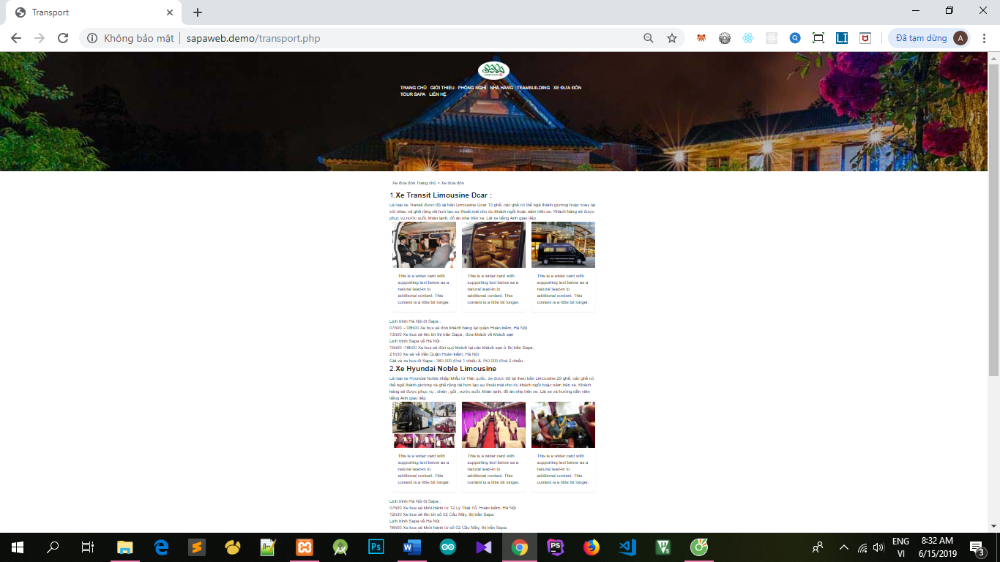 Transport
Không bảo mật
sapaweb.demo/transport.php
Đã tạm dừng
A
SAPA
TRANG CHỦ GIỚI THIỆU PHÒNG NGHỈ NHÀ HÀNG TEAMBUILDING XE ĐƯA ĐÓN
TOUR SAPA LIÊN HỆ
Xe đưa đón Trang chủ > Xe đưa đón
1.Xe Transit Limousine Dcar :
Là loại xe Transit được độ lại bản Limousine Dcar 10 ghế, các ghế có thể ngả thành giường hoặc xoay lại
với nhau và ghế rộng rãi hơn tạo sự thoải mái cho du khách ngồi hoặc nằm trên xe. Khách hàng sẽ được
phục vụ nước suối, khăn lạnh, đồ ăn nhẹ trên xe. Lái xe tiếng Anh giao tiếp .
This is a wider card with
supporting text below as a
natural lead-in to
additional content. This
content is a little bit longer.
This is a wider card with
supporting text below as a
natural lead-in to
additional content. This
content is a little bit longer.
This is a wider card with
supporting text below as a
natural lead-in to
additional content. This
content is a little bit longer.
Lịch trình Hà Nội đi Sapa :
07h00 – 08h00 Xe bus sẽ đón khách hàng tại quận Hoàn kiếm, Hà Nội
13h00 Xe bus sẽ lên tới thị trấn Sapa , đưa khách về khách sạn
Lịch trình Sapa về Hà Nội :
15h00 -16h00 Xe bus sẽ đón quý khách tại các khách sạn ở thị trấn Sapa.
21h30 Xe sẽ về đến Quận Hoàn kiếm, Hà Nội
Giá vé xe bus đi Sapa : 380.000 đ/vé 1 chiều & 750.000 đ/vé 2 chiều .
2.Xe Hyundai Noble Limousine
Là loại xe Hyundai Noble nhập khẩu từ Hàn quốc, xe được độ lại theo bản Limousine 29 ghế, các ghế có
thể ngả thành giường và ghế rộng rãi hơn tạo sự thoải mái cho du khách ngồi hoặc nằm trên xe. Khách
hàng sẽ được phục vụ , chăn , gối , nước suối, khăn lạnh, đồ ăn nhẹ trên xe. Lái xe và hướng dẫn viên
tiếng Anh giao tiếp .
This is a wider card with
supporting text below as a
natural lead-in to
additional content. This
content is a little bit longer.
This is a wider card with
supporting text below as a
natural lead-in to
additional content. This
content is a little bit longer.
This is a wider card with
supporting text below as a
natural lead-in to
additional content. This
content is a little bit longer.
Lịch trình Hà Nội đi Sapa :
07h00 Xe bus sẽ khởi hành từ 12 Lý Thái Tổ, Hoàn kiếm, Hà Nội
12h30 Xe bus sẽ lên tới số 02 Cầu Mây, thị trấn Sapa
Lịch trình Sapa về Hà Nội :
16h00 Xe bus sẽ khởi hành từ số 02 Cầu Mây, thị trấn Sapa.
ENG
VI
8:32 AM
6/15/2019
3